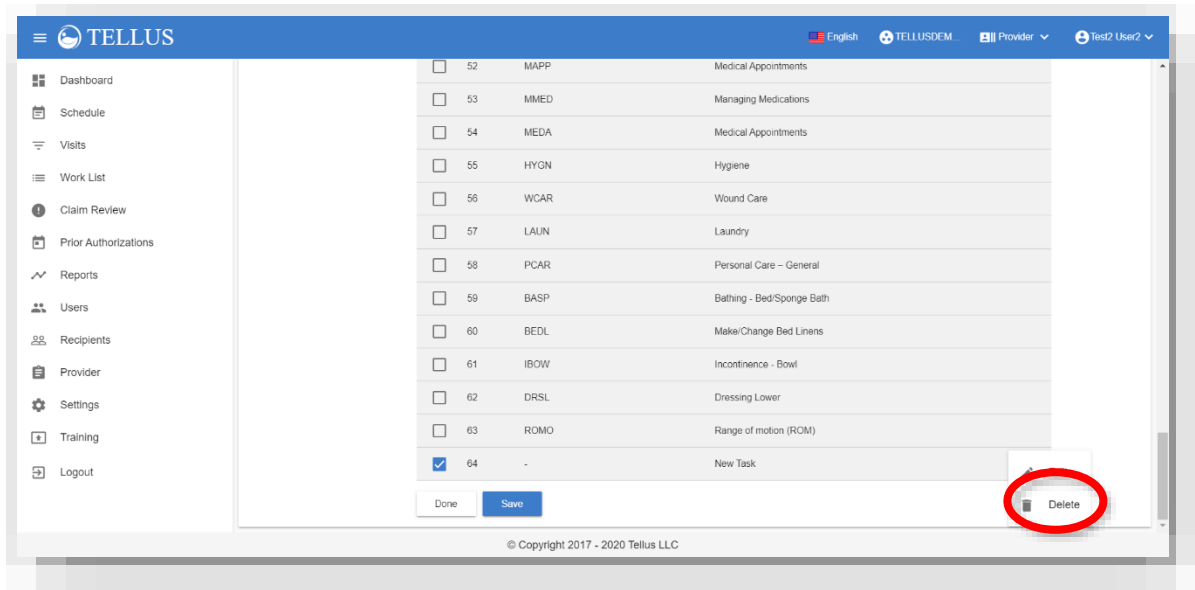 TELLUS English TELLUSDEM... Provider Test2 User2
Dashboard
Schedule
Visits
Work List
Claim Review
Prior Authorizations
Reports
Users
Recipients
Provider
Settings
Training
Logout
52 MAPP Medical Appointments
53 MMED Managing Medications
54 MEDA Medical Appointments
55 HYGN Hygiene
56 WCAR Wound Care
57 LAUN Laundry
58 PCAR Personal Care – General
59 BASP Bathing - Bed/Sponge Bath
60 BEDL Make/Change Bed Linens
61 IBOW Incontinence - Bowl
62 DRSL Dressing Lower
63 ROMO Range of motion (ROM)
64 - New Task
Done Save
Delete
© Copyright 2017 - 2020 Tellus LLC